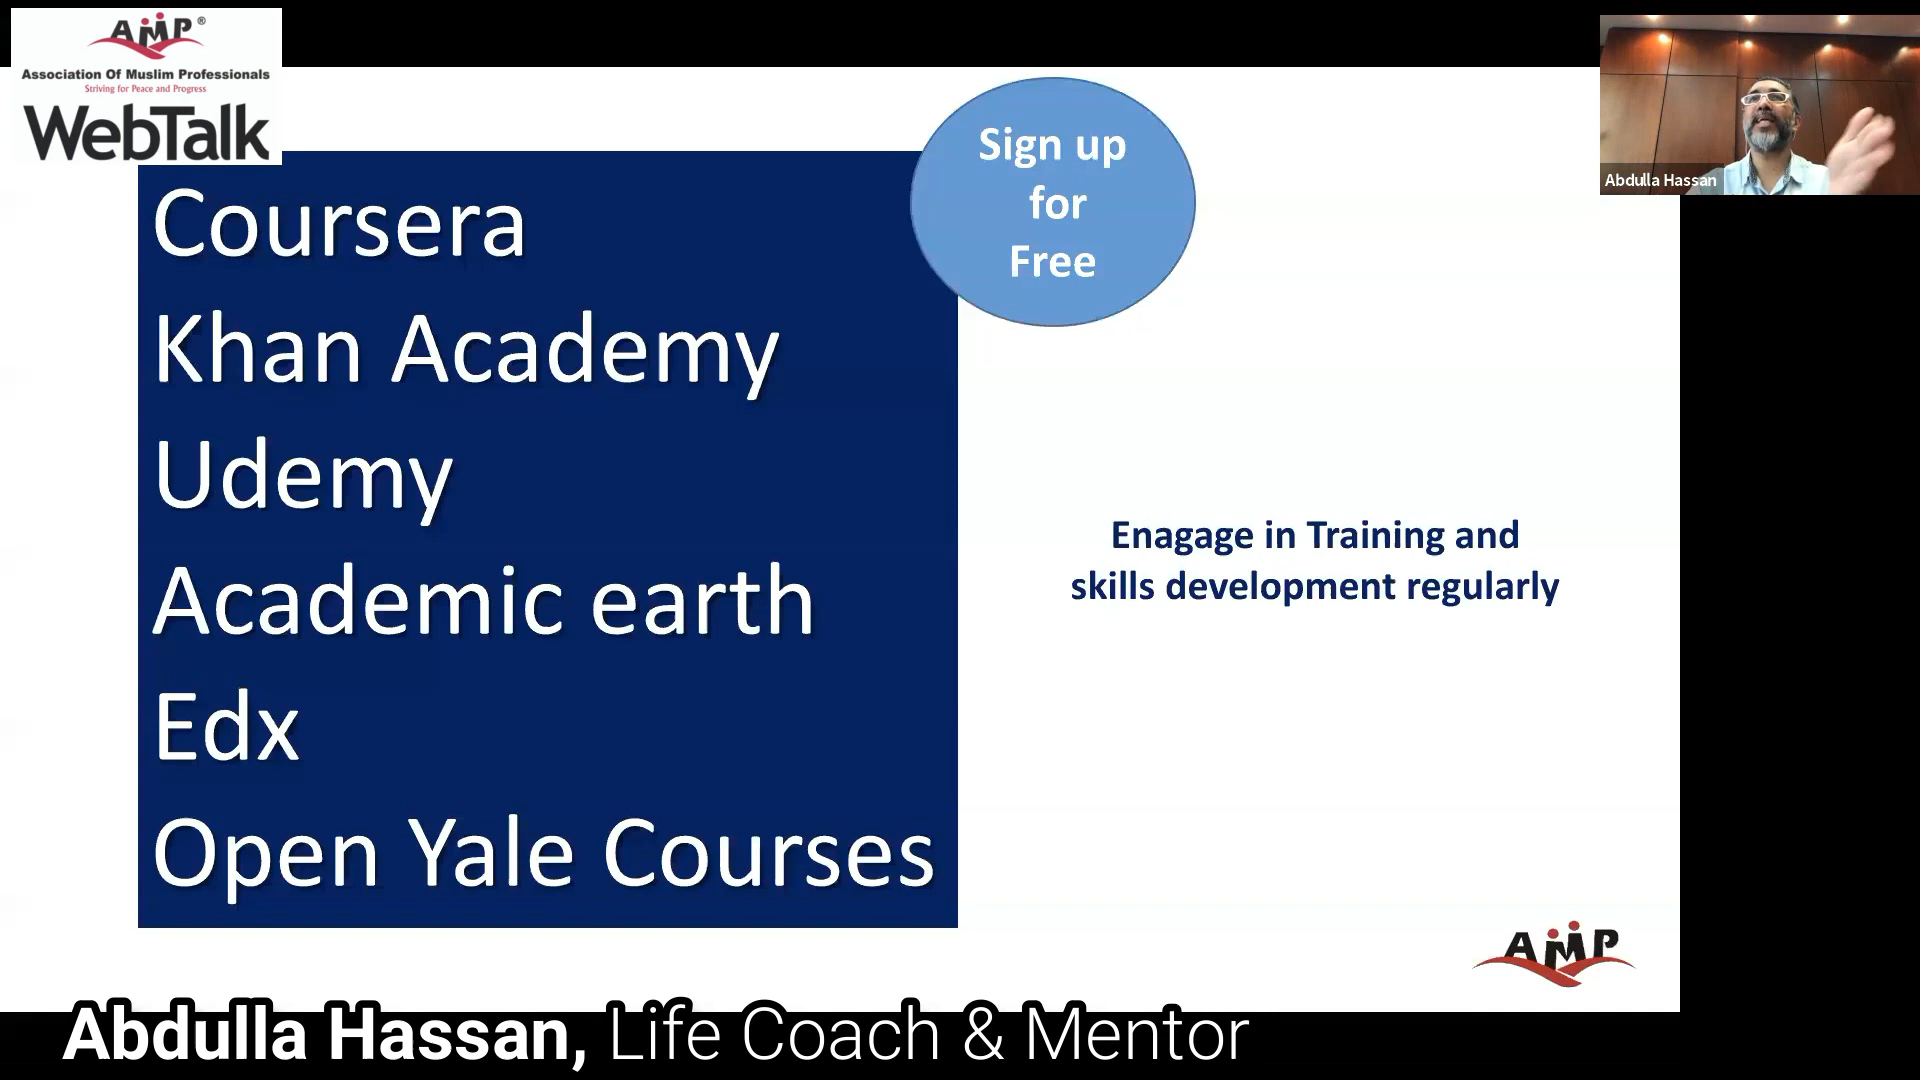 AMP®
Association Of Muslim Professionals
Striving for Peace and Progress
WebTalk
Sign up
for
Free
Abdulla Hassan
Coursera
Khan Academy
Udemy
Academic earth
Edx
Open Yale Courses
Enagage in Training and
skills development regularly
AMP
Abdulla Hassan, Life Coach & Mentor